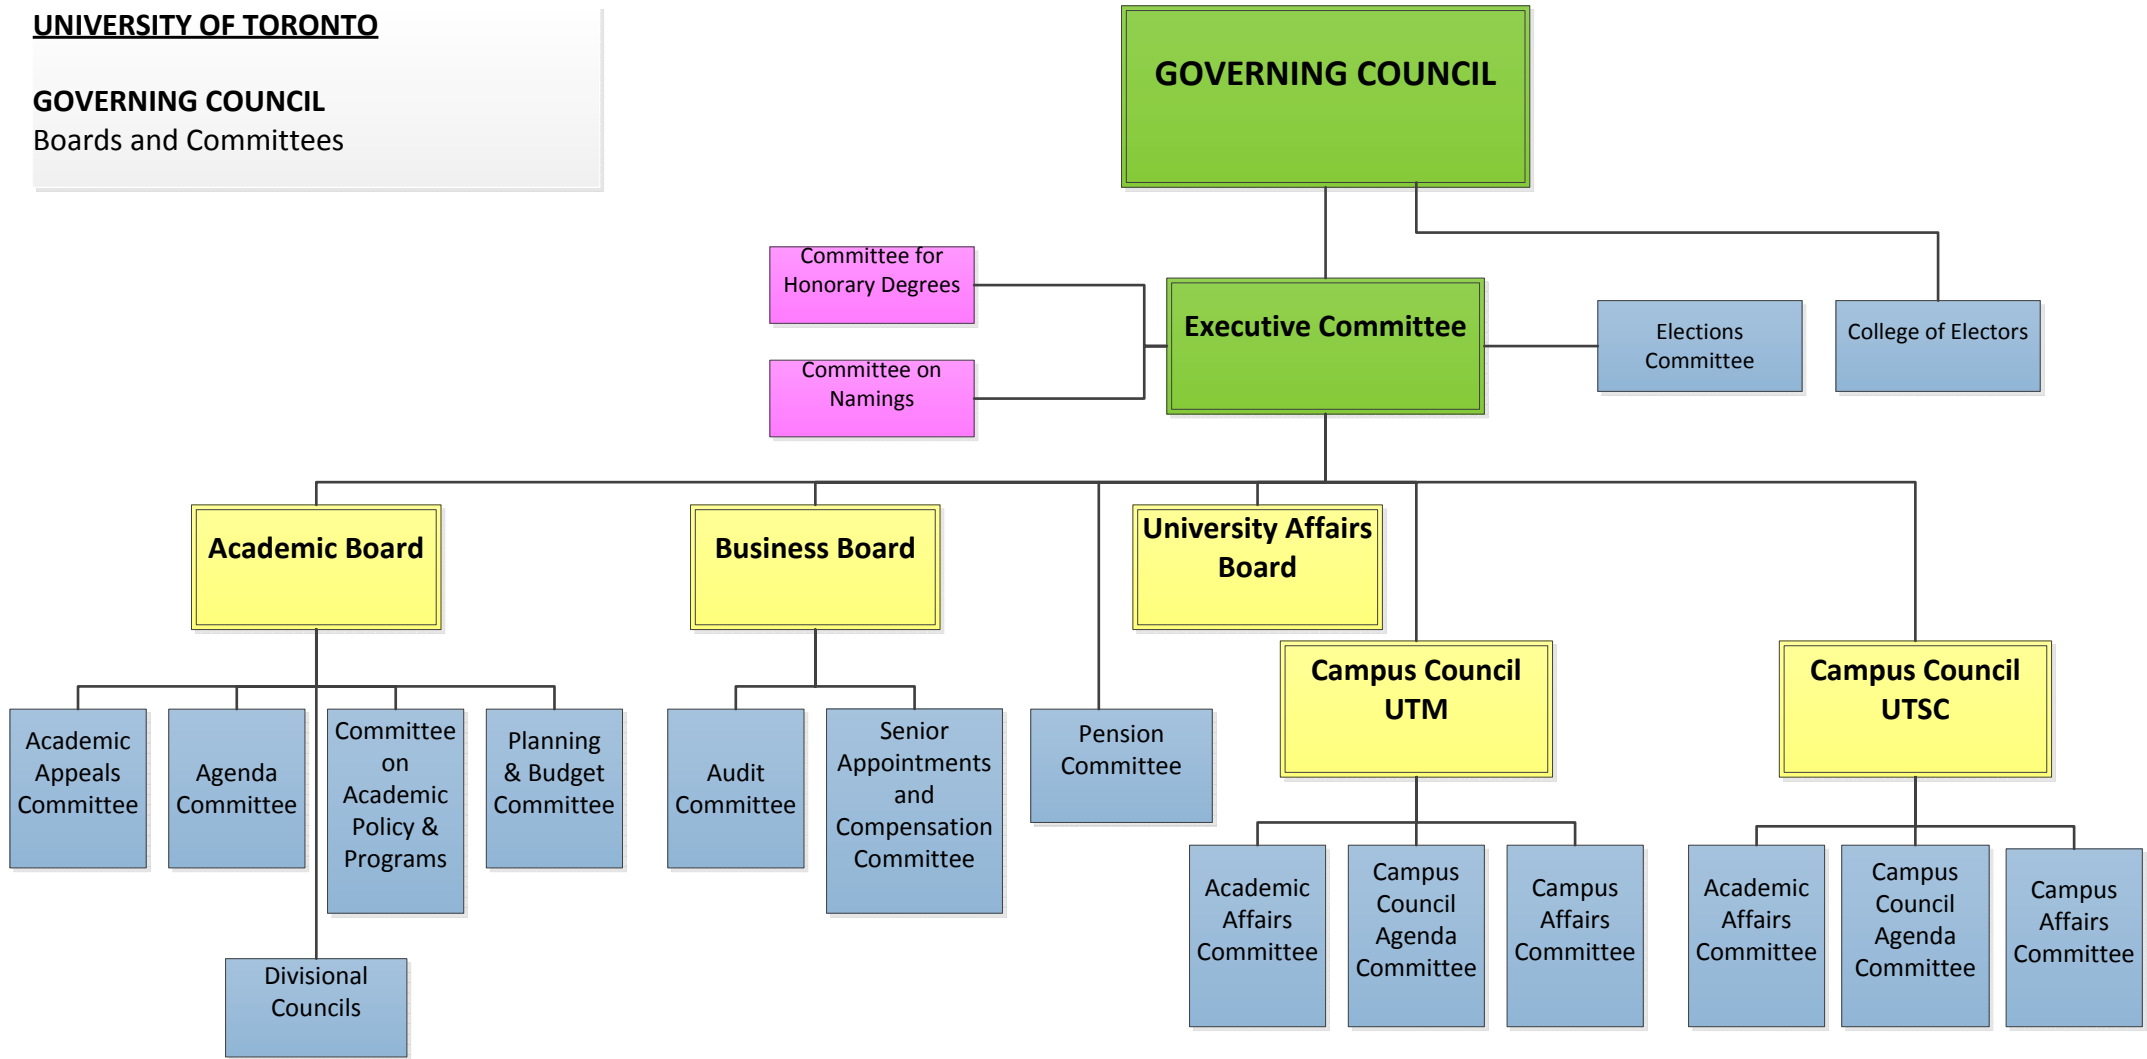 UNIVERSITY OF TORONTO
GOVERNING COUNCIL
Boards and Committees
GOVERNING COUNCIL
Committee for
Honorary Degrees
Committee on
Namings
Executive Committee
Elections
Committee
College of Electors
Academic Board
Business Board
University Affairs
Board
Campus Council
UTM
Campus Council
UTSC
Academic
Appeals
Committee
Agenda
Committee
Committee
on
Academic
Policy &
Programs
Planning
& Budget
Committee
Audit
Committee
Senior
Appointments
and
Compensation
Committee
Pension
Committee
Academic
Affairs
Committee
Campus
Council
Agenda
Committee
Campus
Affairs
Committee
Academic
Affairs
Committee
Campus
Council
Agenda
Committee
Campus
Affairs
Committee
Divisional
Councils